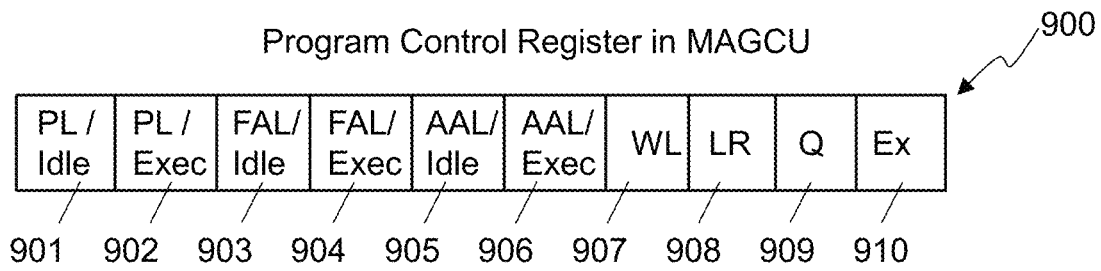 900
Program Control Register in MAGCU
PL / PL / FAL/ FAL/ AAL/ AAL/ WL LR Q Ex
Idle Exec Idle Exec Idle Exec
901 902 903 904 905 906 907 908 909 910